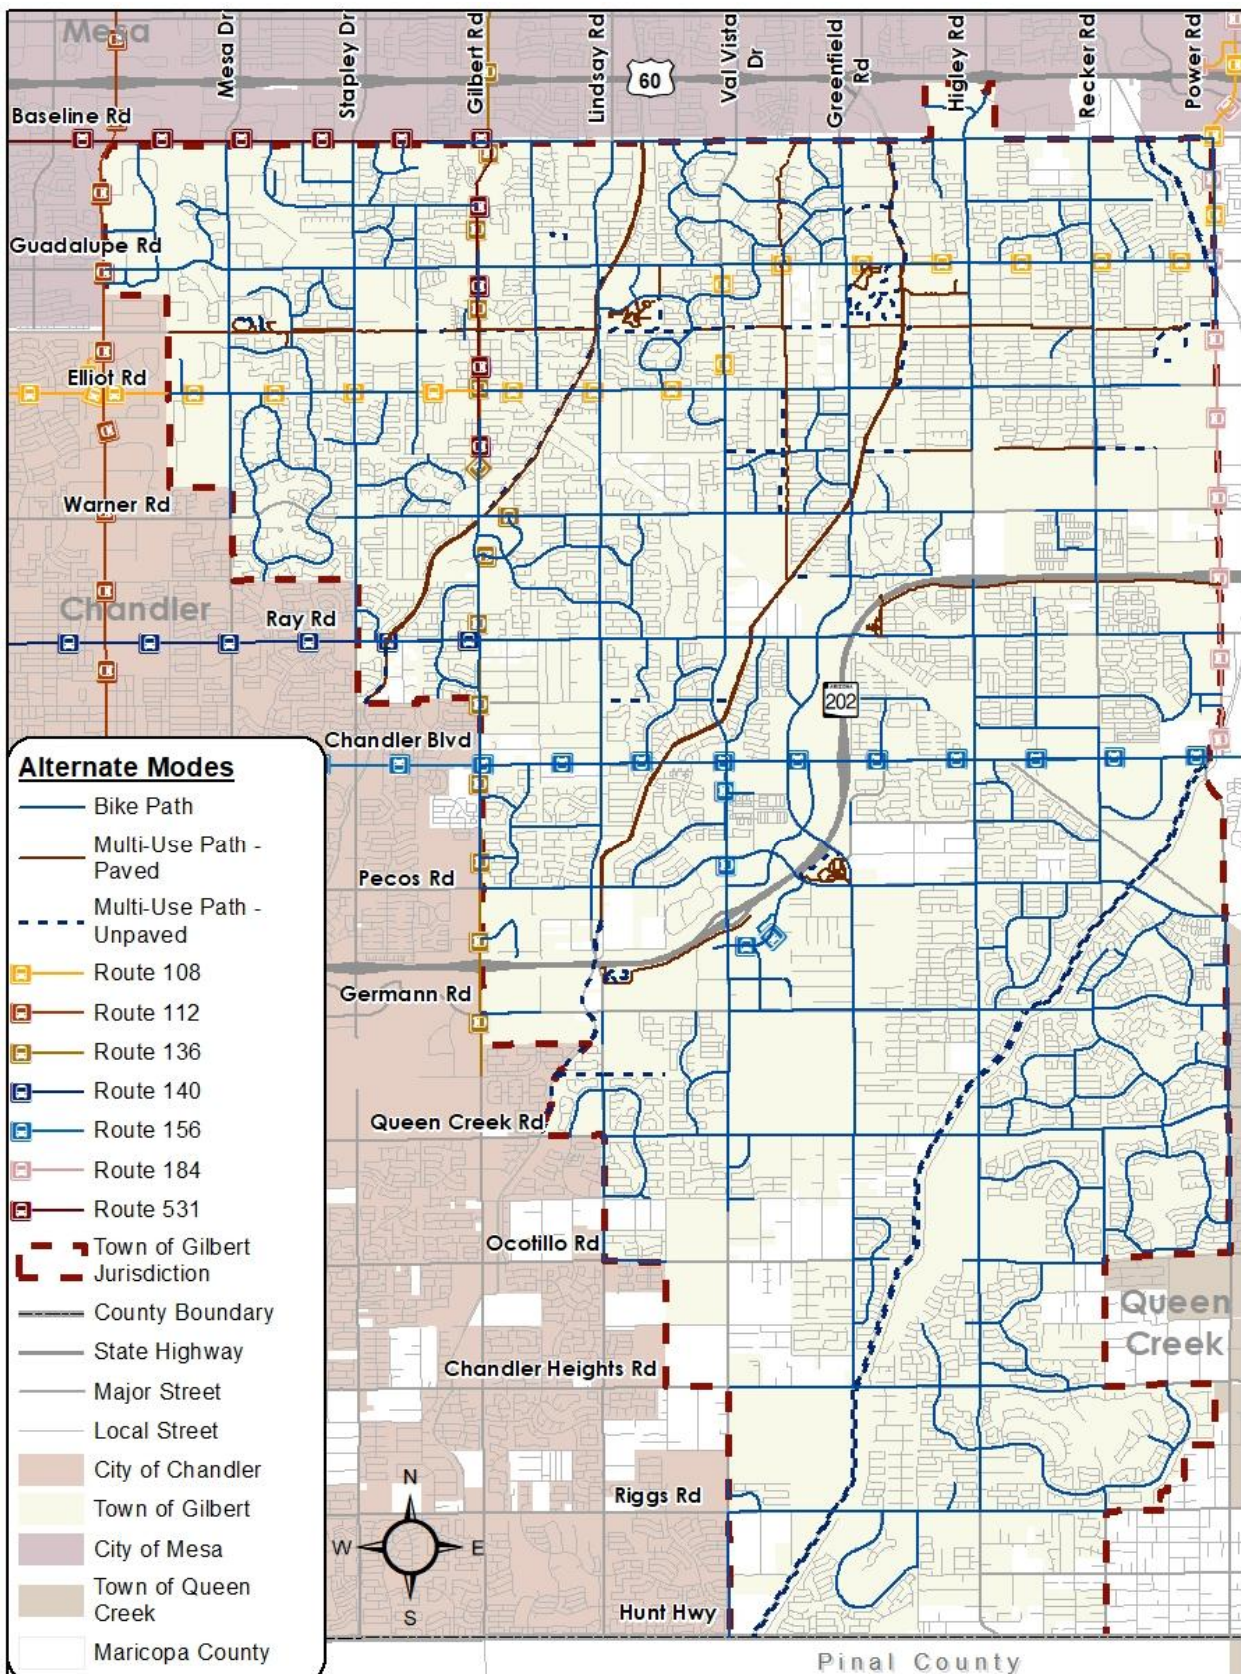 Mesa
Mesa Dr
Stapley Dr
Gilbert Rd
Lindsay Rd
60
Val Vista
Dr
Greenfield
Rd
Higley Rd
Recker Rd
Power Rd
Baseline Rd
Guadalupe Rd
Elliot Rd
Warner Rd
Chandler
Ray Rd
ARIZONA
202
Chandler Blvd
Pecos Rd
Germann Rd
Queen Creek Rd
Ocotillo Rd
Queen
Creek
Chandler Heights Rd
Riggs Rd
Hunt Hwy
Pinal County
N
W
E
S
Alternate Modes
Bike Path
Multi-Use Path -
Paved
Multi-Use Path -
Unpaved
Route 108
Route 112
Route 136
Route 140
Route 156
Route 184
Route 531
Town of Gilbert
Jurisdiction
County Boundary
State Highway
Major Street
Local Street
City of Chandler
Town of Gilbert
City of Mesa
Town of Queen
Creek
Maricopa County